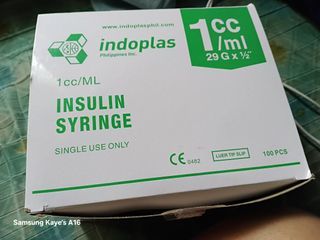 www.indoplasphil.com
indoplas
Philippines Inc.
1cc
/ml
29 G x ½"
1cc/ML
INSULIN
SYRINGE
SINGLE USE ONLY
CE 0482
LUER TIP SLIP
100 PCS
Samsung Kaye's A16